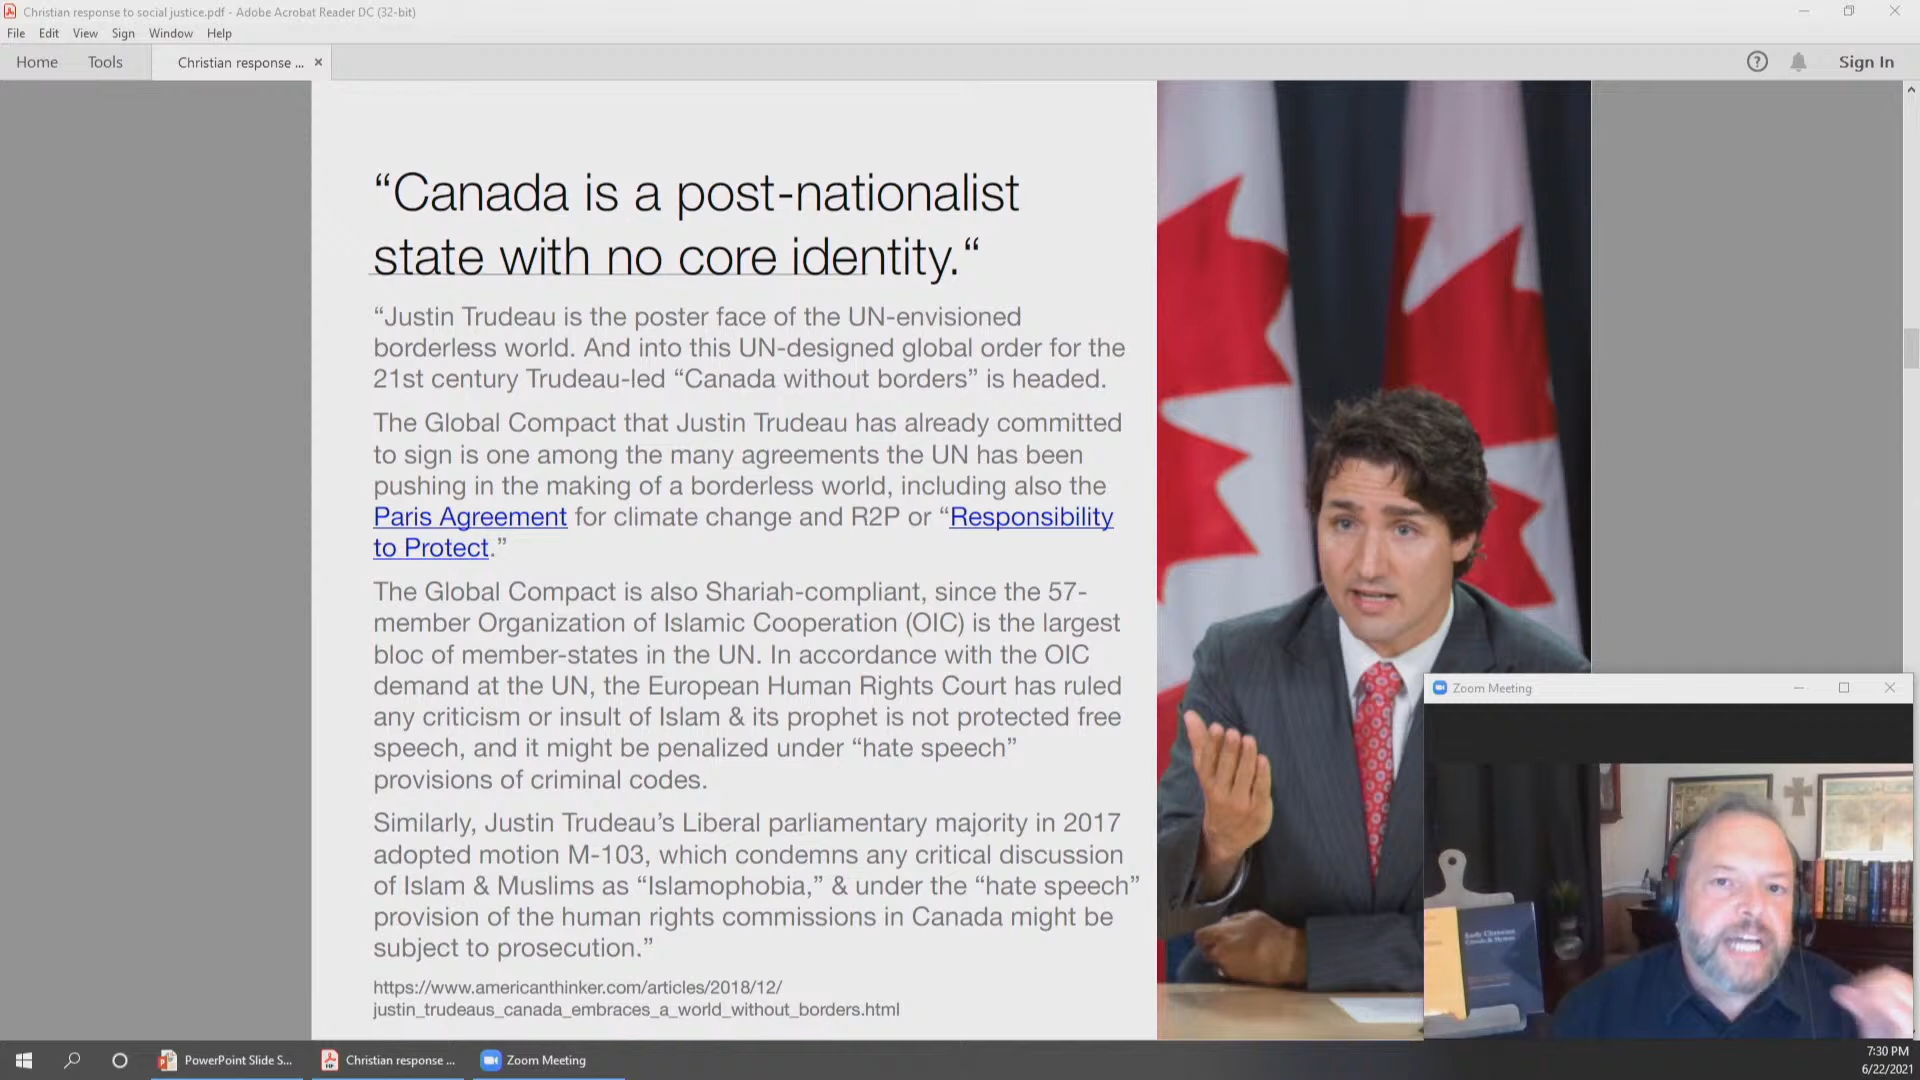 Christian response to social justice.pdf - Adobe Acrobat Reader DC (32-bit)
File Edit View Sign Window Help
Home Tools Christian response ... × ? Sign In
“Canada is a post-nationalist
state with no core identity.“
“Justin Trudeau is the poster face of the UN-envisioned
borderless world. And into this UN-designed global order for the
21st century Trudeau-led “Canada without borders” is headed.
The Global Compact that Justin Trudeau has already committed
to sign is one among the many agreements the UN has been
pushing in the making of a borderless world, including also the
Paris Agreement for climate change and R2P or “Responsibility
to Protect.”
The Global Compact is also Shariah-compliant, since the 57-
member Organization of Islamic Cooperation (OIC) is the largest
bloc of member-states in the UN. In accordance with the OIC
demand at the UN, the European Human Rights Court has ruled
any criticism or insult of Islam & its prophet is not protected free
speech, and it might be penalized under “hate speech”
provisions of criminal codes.
Similarly, Justin Trudeau’s Liberal parliamentary majority in 2017
adopted motion M-103, which condemns any critical discussion
of Islam & Muslims as “Islamophobia,” & under the “hate speech”
provision of the human rights commissions in Canada might be
subject to prosecution.”
https://www.americanthinker.com/articles/2018/12/
justin_trudeaus_canada_embraces_a_world_without_borders.html
Zoom Meeting
Early Christian
Creeds & Hymns
PowerPoint Slide S... Christian response ... Zoom Meeting
7:30 PM
6/22/2021